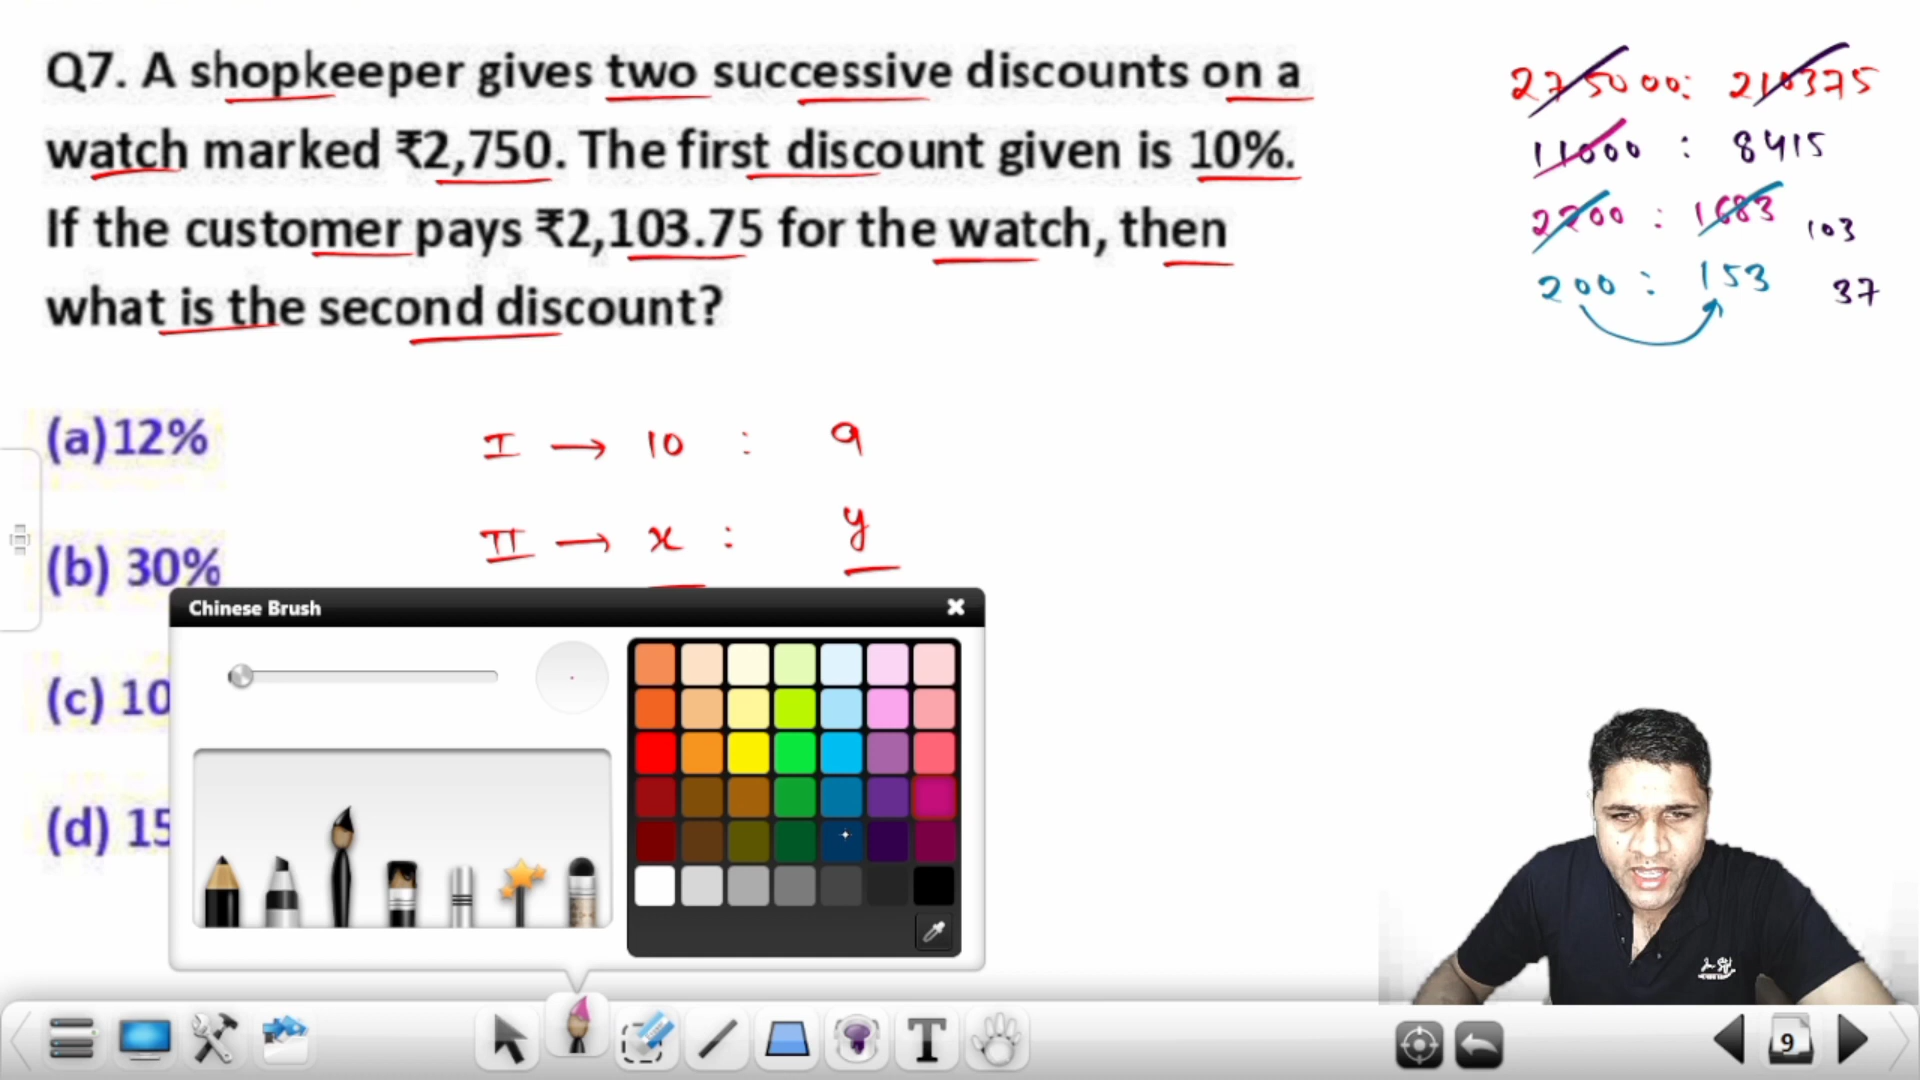 Q7. A shopkeeper gives two successive discounts on a
watch marked ₹2,750. The first discount given is 10%.
If the customer pays ₹2,103.75 for the watch, then
what is the second discount?
275000: 210375
11000 : 8415
2200 : 1683
103
200 : 153
37
(a)12%
(b) 30%
(c) 10
(d) 15
I → 10 : 9
II → x : y
Chinese Brush
T
9